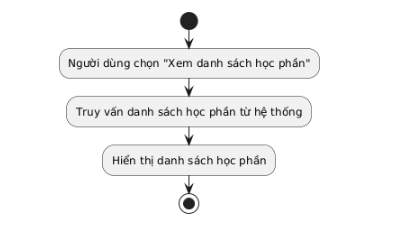 Người dùng chọn "Xem danh sách học phần"
Truy vấn danh sách học phần từ hệ thống
Hiển thị danh sách học phần